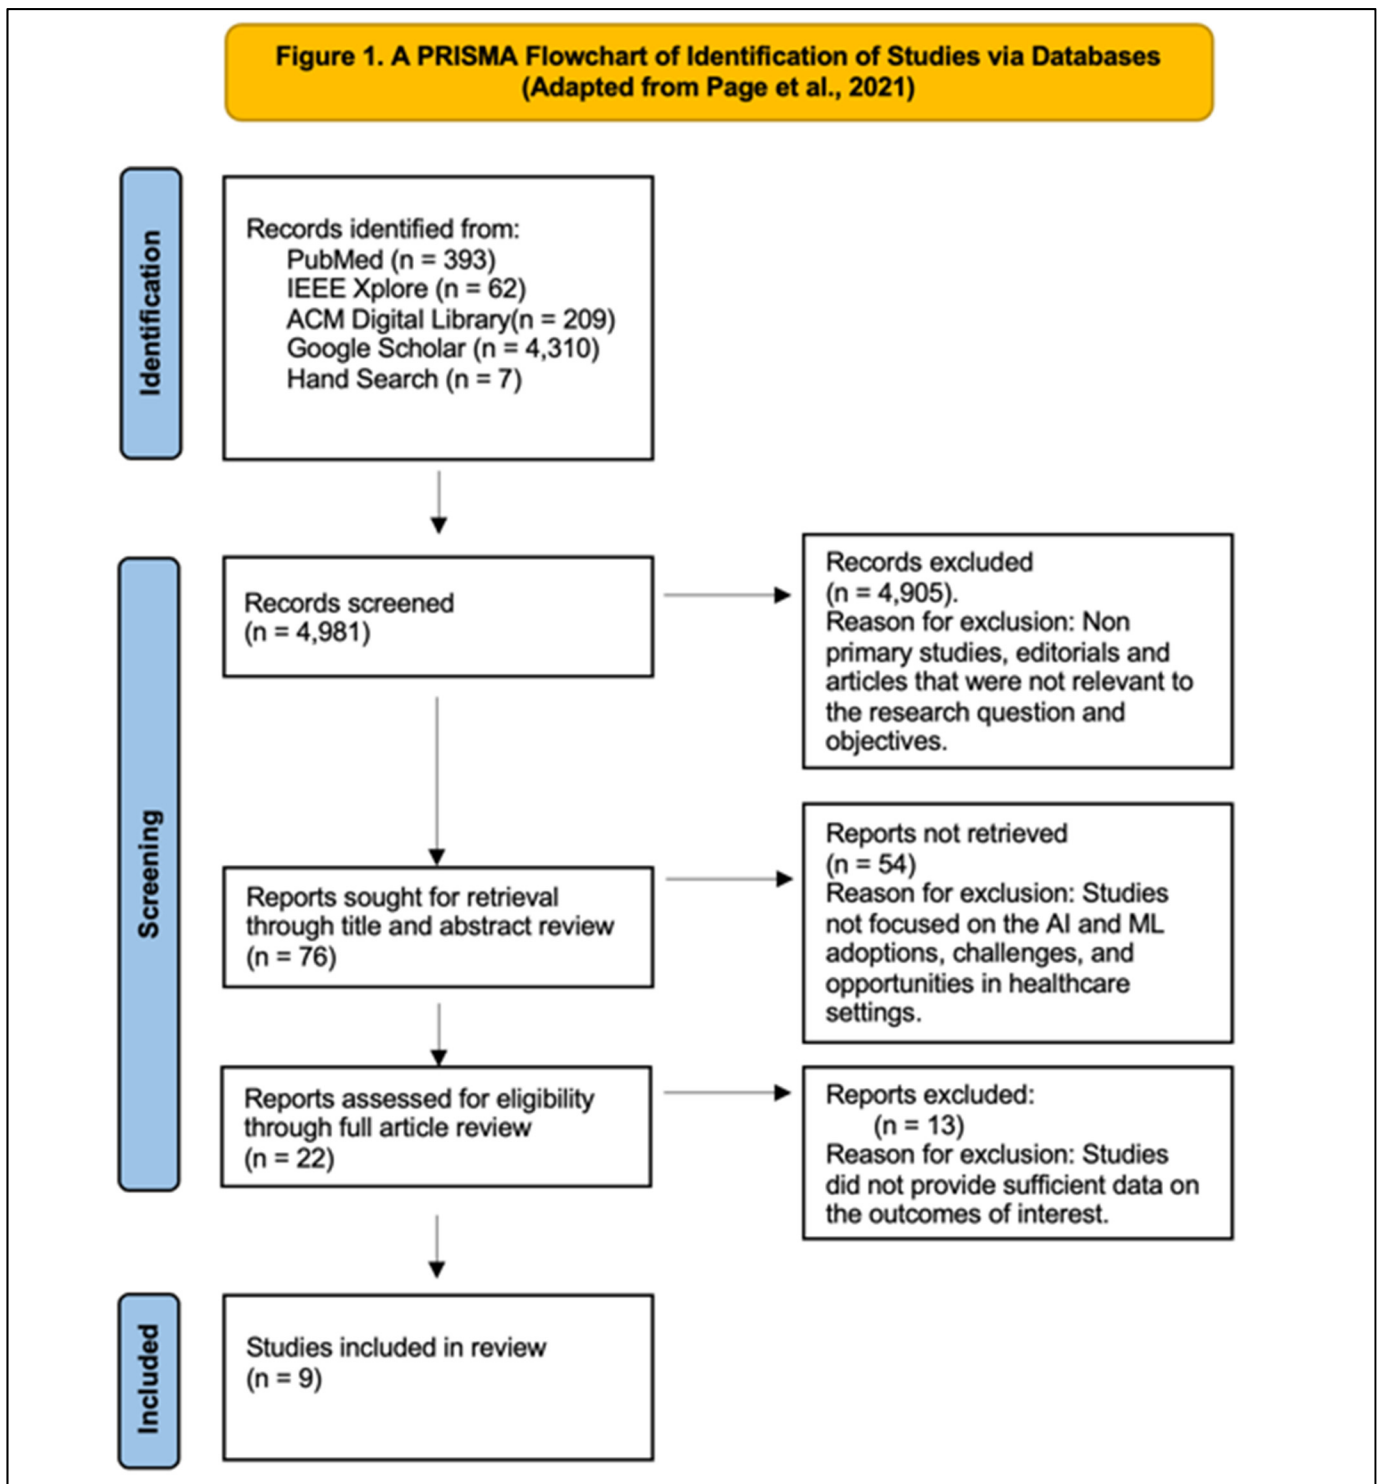 Figure 1. A PRISMA Flowchart of Identification of Studies via Databases
(Adapted from Page et al., 2021)
Identification
Records identified from:
PubMed (n = 393)
IEEE Xplore (n = 62)
ACM Digital Library(n = 209)
Google Scholar (n = 4,310)
Hand Search (n = 7)
Screening
Records screened
(n = 4,981)
Records excluded
(n = 4,905).
Reason for exclusion: Non
primary studies, editorials and
articles that were not relevant to
the research question and
objectives.
Reports sought for retrieval
through title and abstract review
(n = 76)
Reports not retrieved
(n = 54)
Reason for exclusion: Studies
not focused on the AI and ML
adoptions, challenges, and
opportunities in healthcare
settings.
Reports assessed for eligibility
through full article review
(n = 22)
Reports excluded:
(n = 13)
Reason for exclusion: Studies
did not provide sufficient data on
the outcomes of interest.
Included
Studies included in review
(n = 9)